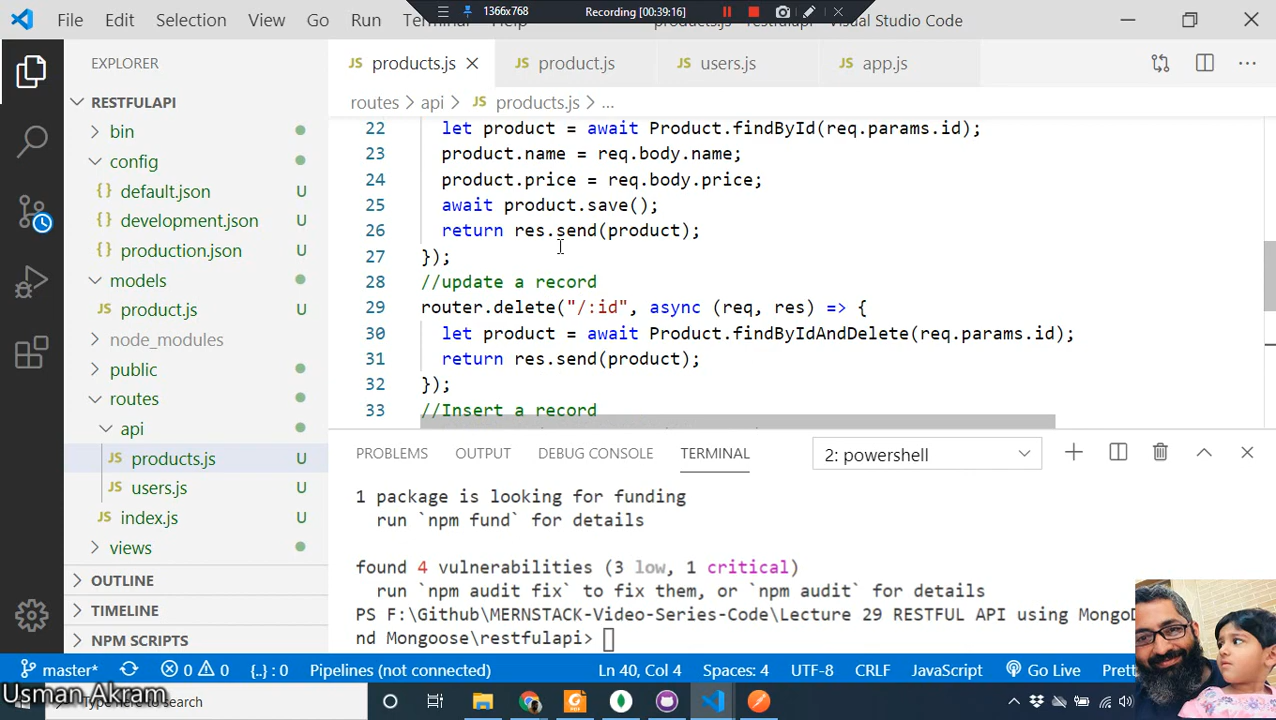 File Edit Selection View Go Run Terminal Visual Studio Code
1366x768 Recording (00:39:16)
EXPLORER
RESTFULAPI
bin
config
{} default.json U
{} development.json U
{} production.json U
models
JS product.js U
node_modules
public
routes
api
JS products.js U
JS users.js U
JS index.js U
views
OUTLINE
TIMELINE
NPM SCRIPTS
JS products.js JS product.js JS users.js JS app.js
routes > api > JS products.js > ...
22 let product = await Product.findById(req.params.id);
23 product.name = req.body.name;
24 product.price = req.body.price;
25 await product.save();
26 return res.send(product);
27 });
28 //update a record
29 router.delete("/:id", async (req, res) => {
30 let product = await Product.findByIdAndDelete(req.params.id);
31 return res.send(product);
32 });
33 //Insert a record
PROBLEMS OUTPUT DEBUG CONSOLE TERMINAL 2: powershell
1 package is looking for funding
run `npm fund` for details
found 4 vulnerabilities (3 low, 1 critical)
run `npm audit fix` to fix them, or `npm audit` for details
PS F:\Github\MERNSTACK-Video-Series-Code\Lecture 29 RESTFUL API using MongoD
nd Mongoose\restfulapi>
master* 0 0 {..} : 0 Pipelines (not connected) Ln 40, Col 4 Spaces: 4 UTF-8 CRLF JavaScript Go Live
Usman Akram
here to search